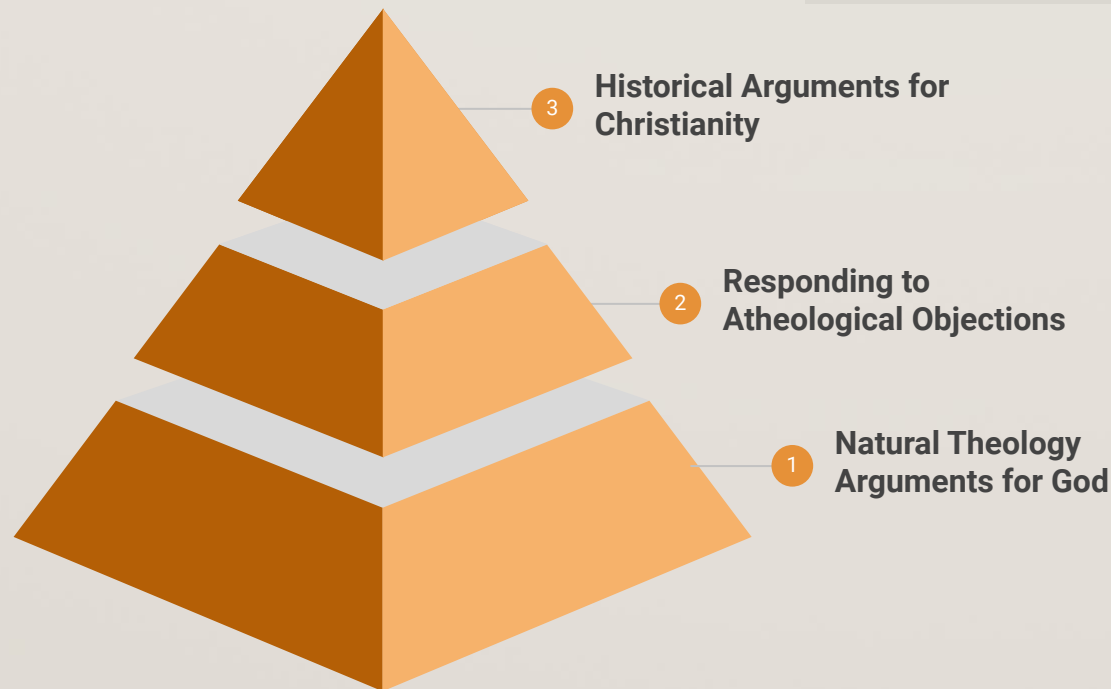 3
Historical Arguments for
Christianity
2
Responding to
Atheological Objections
1
Natural Theology
Arguments for God